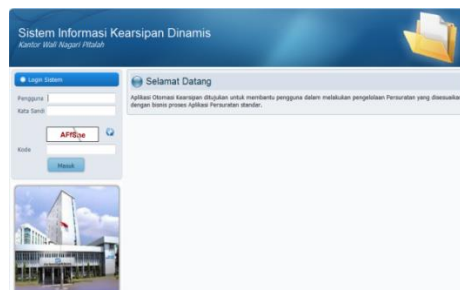 Sistem Informasi Kearsipan Dinamis
Kantor Wali Nagari Pitalah
Login Sistem
Selamat Datang
Aplikasi Otomasi Kearsipan ditujukan untuk membantu pengguna dalam melakukan pengelolaan Persuratan yang disesuaikan
dengan bisnis proses Aplikasi Persuratan standar.
Pengguna
Kata Sandi
Kode
Masuk